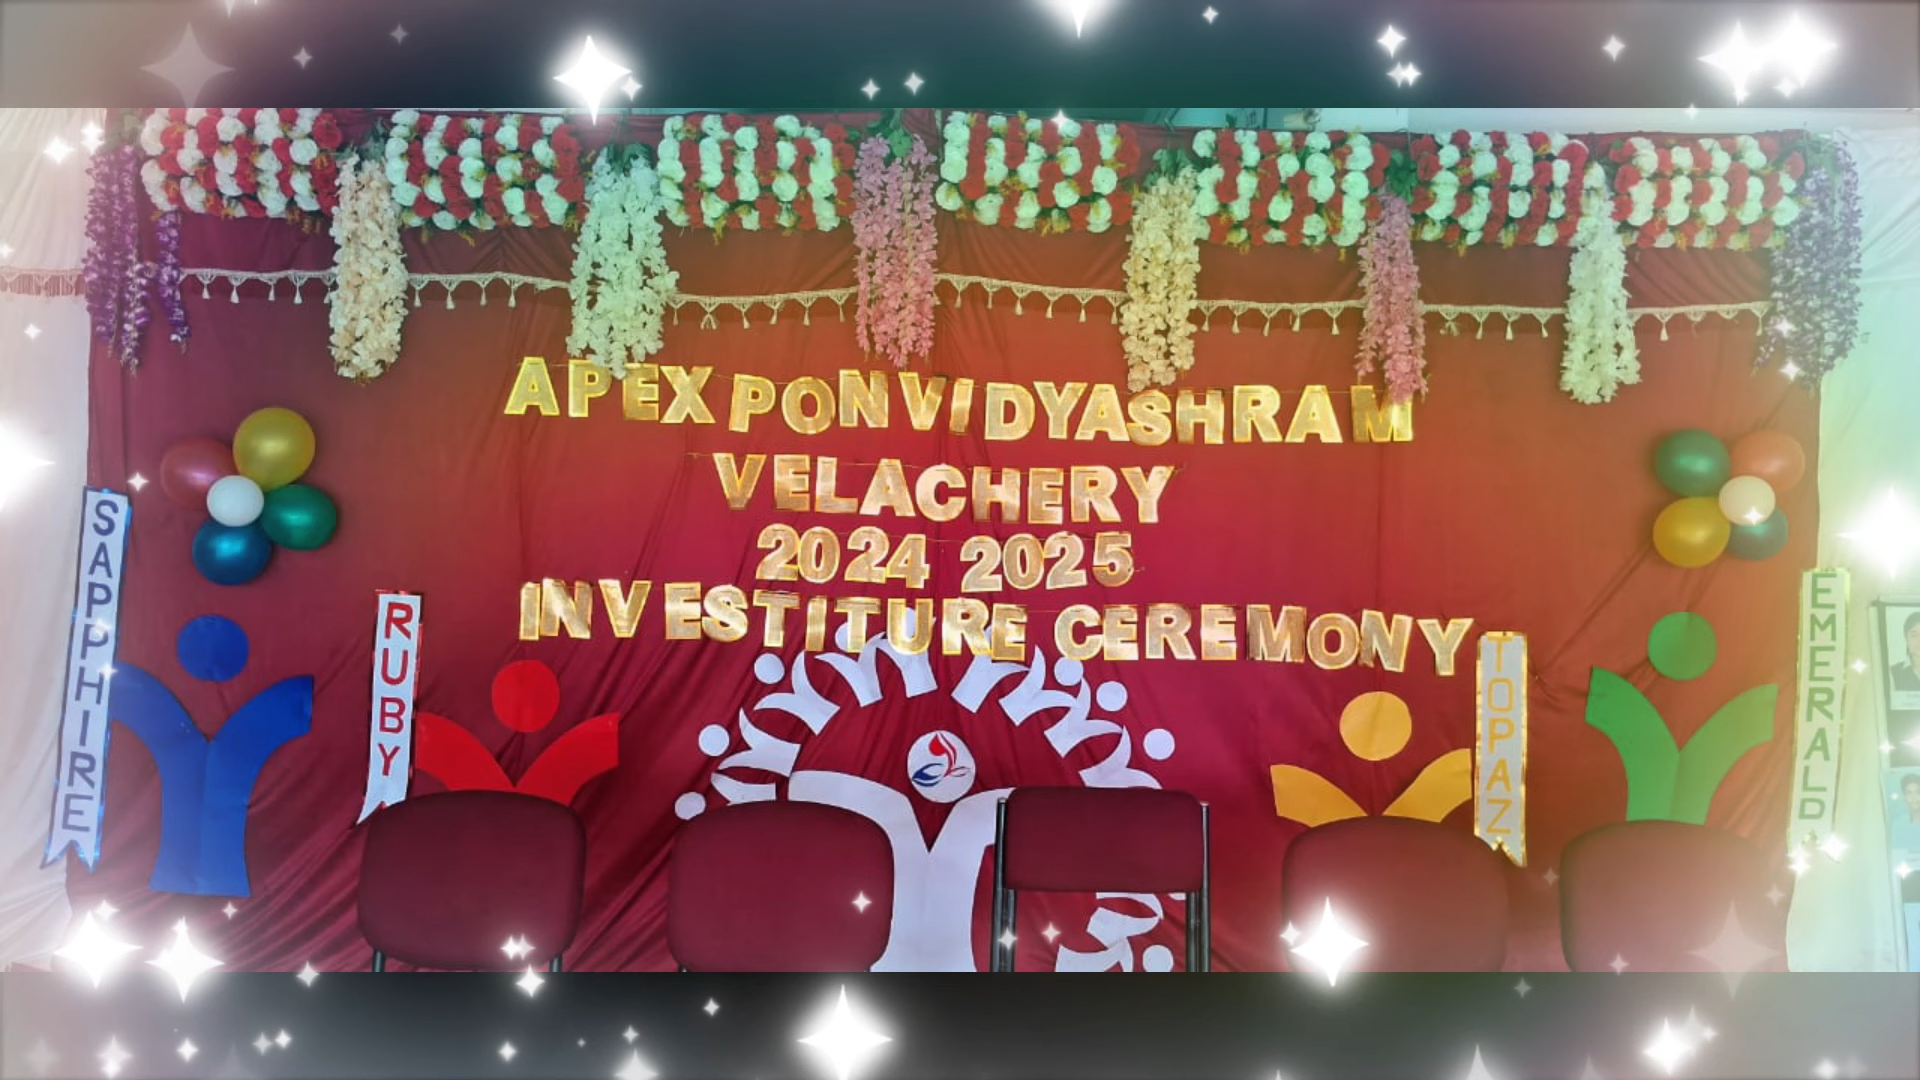 APEX PONVIDYASHRAM
VELACHERY
2024 2025
INVESTITURE CEREMONY
SAPPHIRE
RUBY
TOPAZ
EMERALD